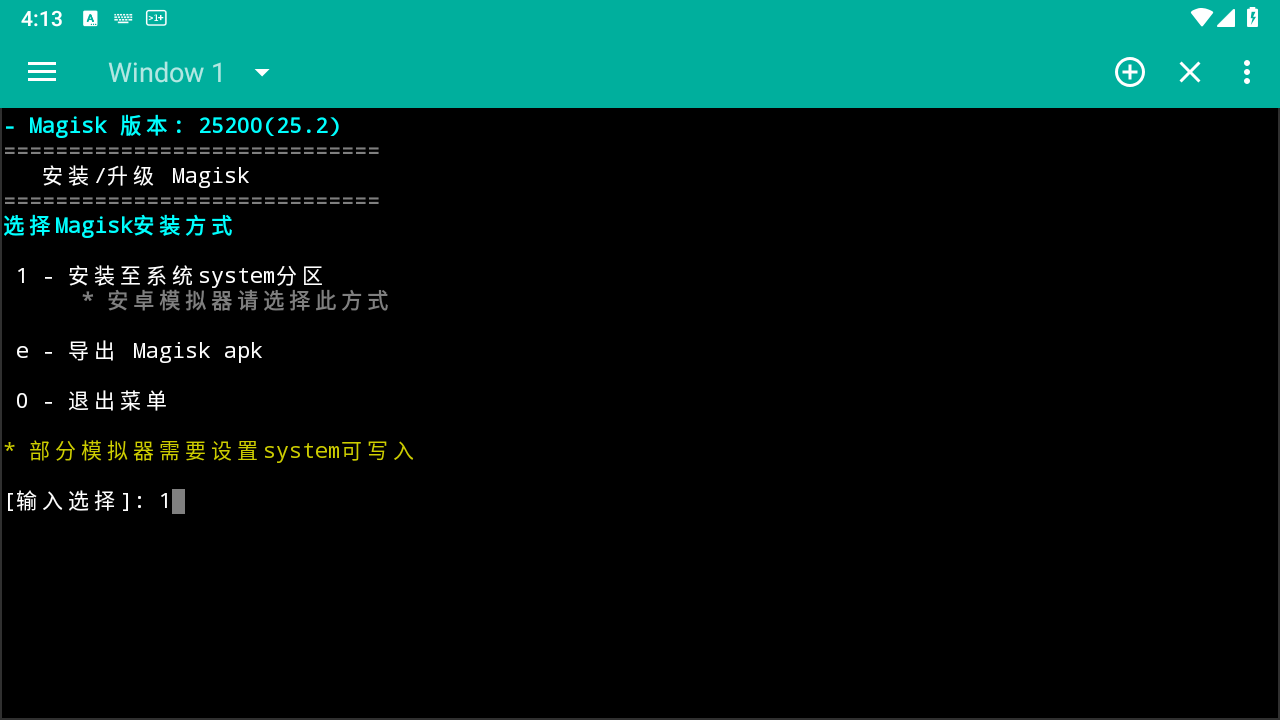 4:13
Window 1
- Magisk 版本: 25200(25.2)
=============================
安装/升级 Magisk
=============================
选择Magisk安装方式
1 - 安装至系统system分区
* 安卓模拟器请选择此方式
e - 导出 Magisk apk
0 - 退出菜单
* 部分模拟器需要设置system可写入
[输入选择]: 1